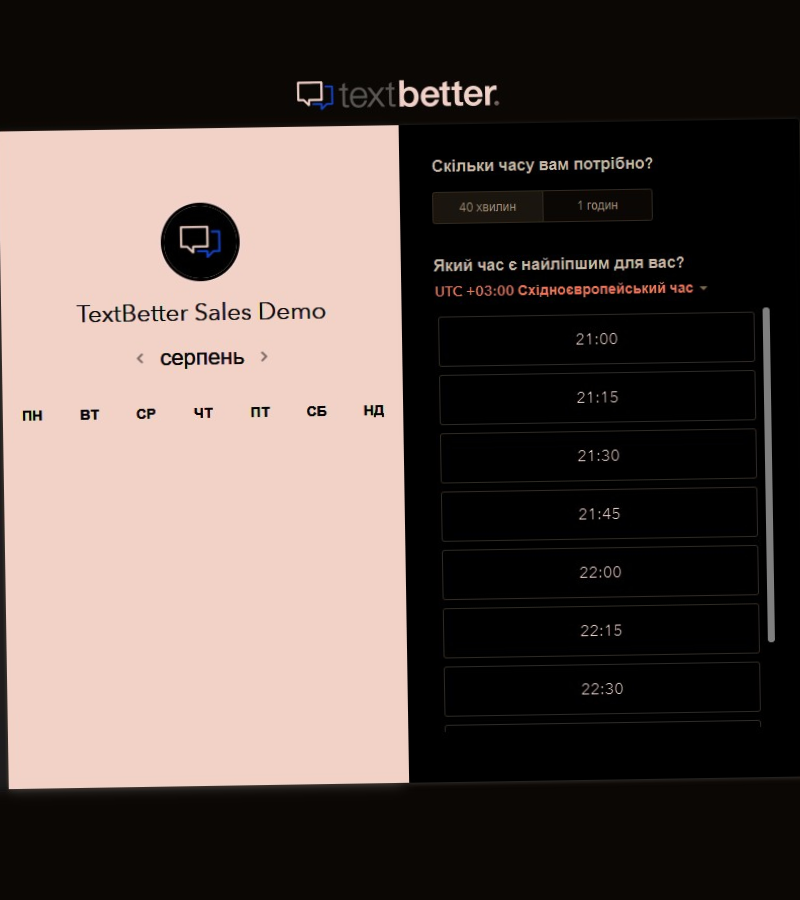 textbetter.
TextBetter Sales Demo
серпень
ПН ВТ СР ЧТ ПТ СБ НД
Скільки часу вам потрібно?
40 хвилин 1 годин
Який час є найліпшим для вас?
UTC +03:00 Східноєвропейський час
21:00
21:15
21:30
21:45
22:00
22:15
22:30